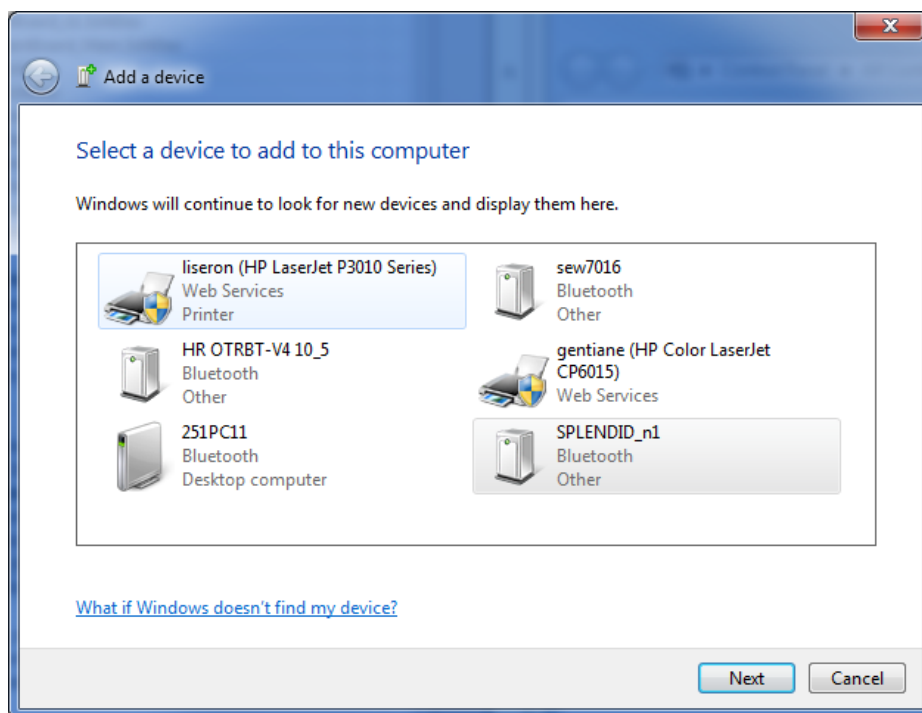 Add a device
Select a device to add to this computer
Windows will continue to look for new devices and display them here.
liseron (HP LaserJet P3010 Series)
Web Services
Printer
sew7016
Bluetooth
Other
HR OTRBT-V4 10_5
Bluetooth
Other
gentiane (HP Color LaserJet
CP6015)
Web Services
251PC11
Bluetooth
Desktop computer
SPLENDID_n1
Bluetooth
Other
What if Windows doesn't find my device?
Next
Cancel